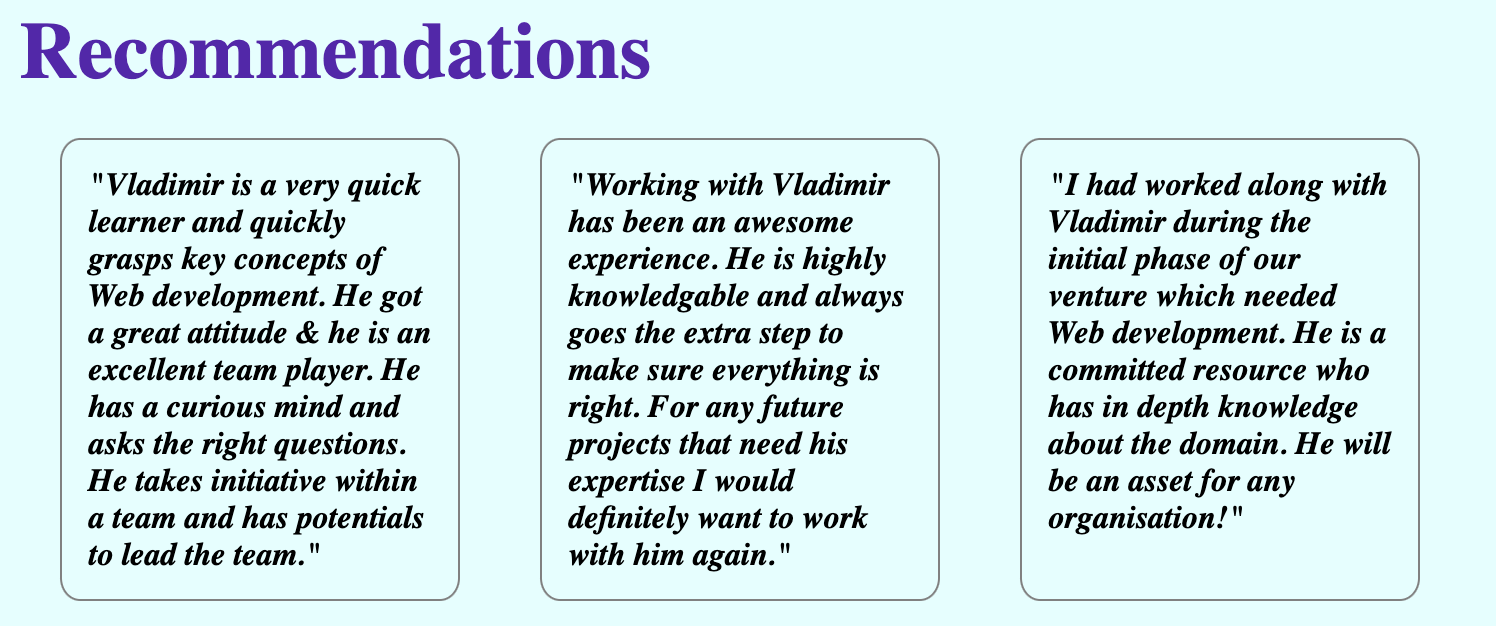 Recommendations
"Vladimir is a very quick
learner and quickly
grasps key concepts of
Web development. He got
a great attitude & he is an
excellent team player. He
has a curious mind and
asks the right questions.
He takes initiative within
a team and has potentials
to lead the team."
"Working with Vladimir
has been an awesome
experience. He is highly
knowledgable and always
goes the extra step to
make sure everything is
right. For any future
projects that need his
expertise I would
definitely want to work
with him again."
"I had worked along with
Vladimir during the
initial phase of our
venture which needed
Web development. He is a
committed resource who
has in depth knowledge
about the domain. He will
be an asset for any
organisation!"